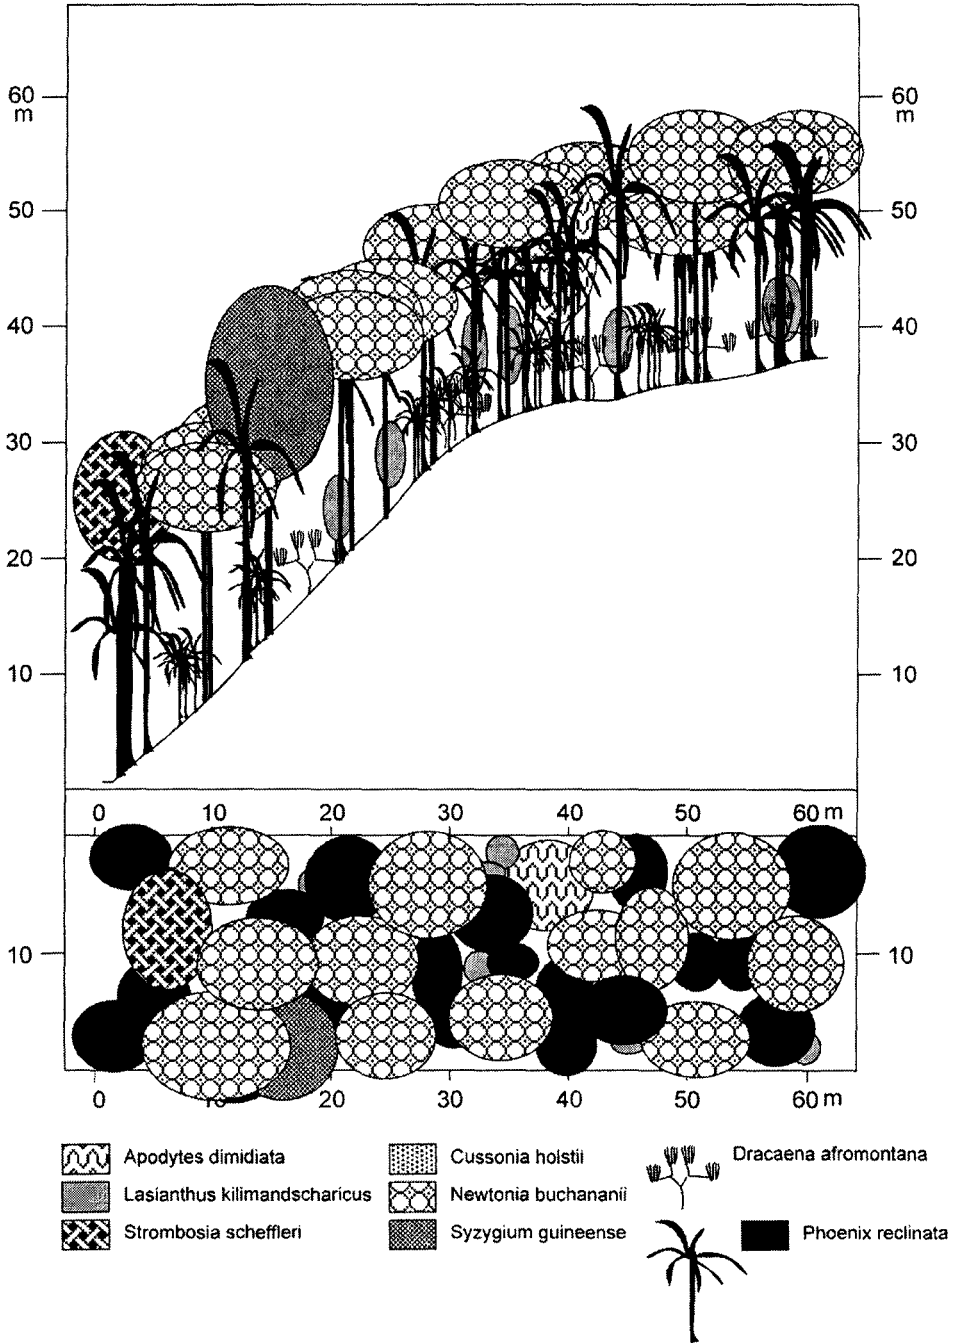 60 60
m m
50 50
40 40
30 30
20 20
10 10
0 10 20 30 40 50 60 m
10 10
0 10 20 30 40 50 60 m
Apodytes dimidiata Cussonia holstii Dracaena afromontana
Lasianthus kilimandscharicus Newtonia buchananii
Strombosia scheffleri Syzygium guineense Phoenix reclinata